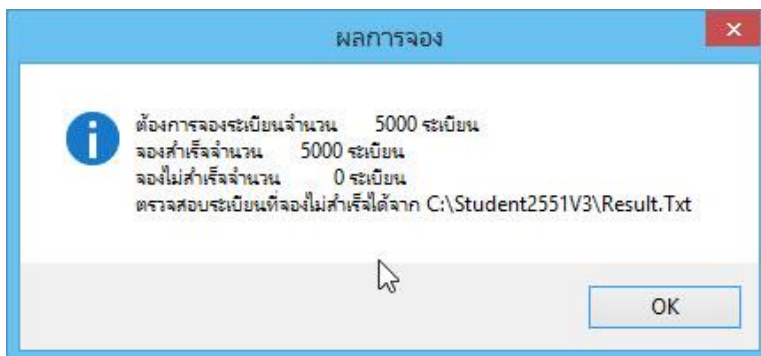 ผลการจอง
ต้องการจองระเบียนจำนวน 5000 ระเบียน
จองสำเร็จจำนวน 5000 ระเบียน
จองไม่สำเร็จจำนวน 0 ระเบียน
ตรวจสอบระเบียนที่จองไม่สำเร็จได้จาก C:\Student2551V3\Result.Txt
OK